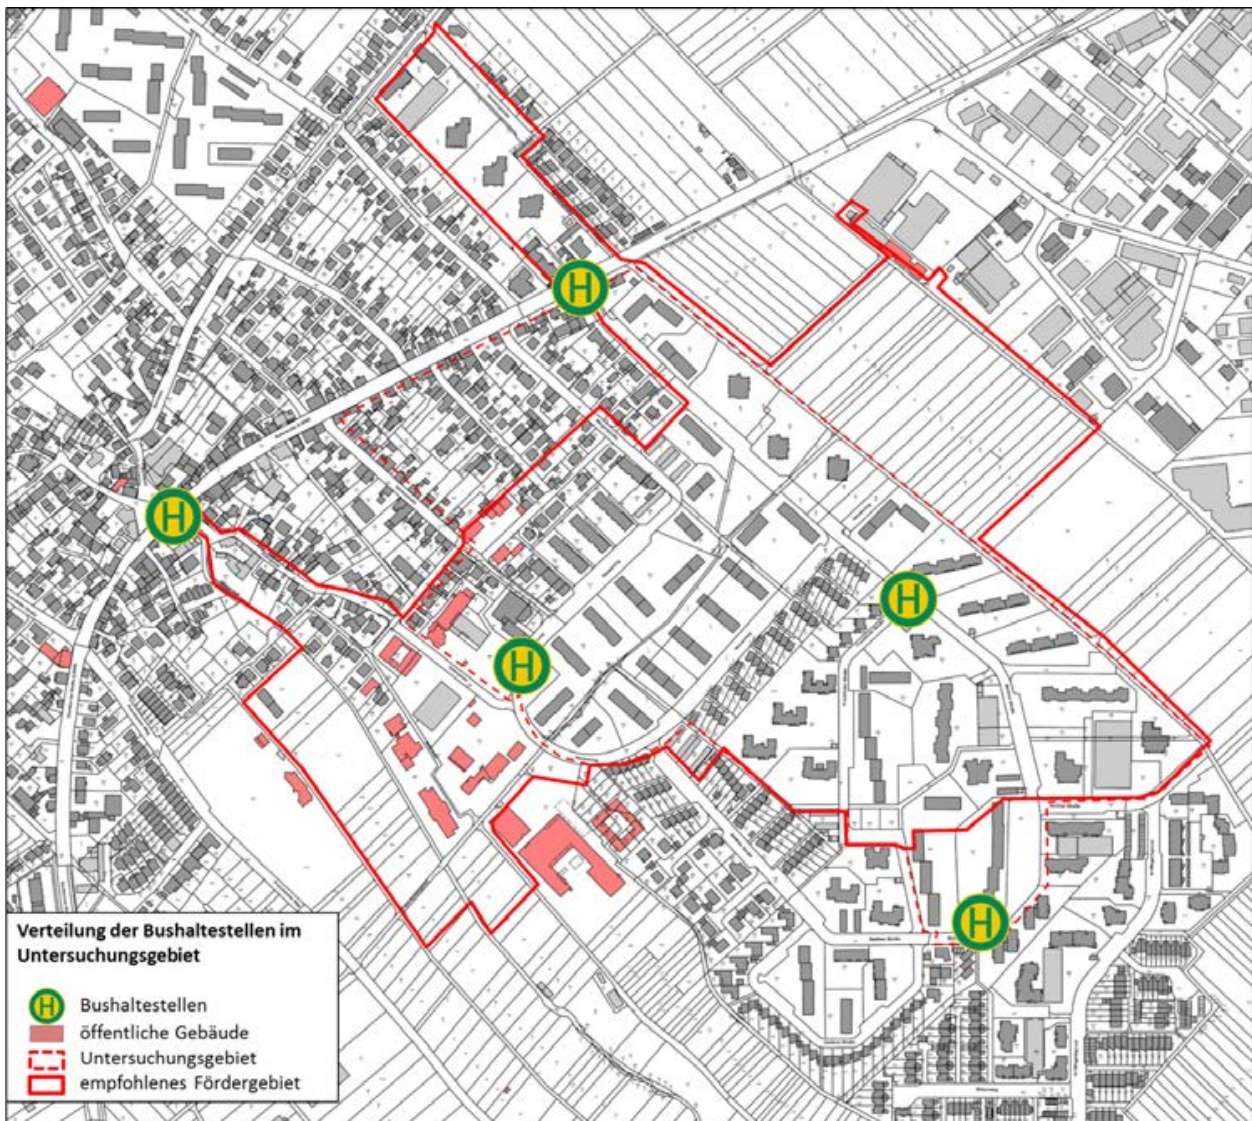 H
H
H
H
H
Verteilung der Bushaltestellen im
Untersuchungsgebiet
H Bushaltestellen
öffentliche Gebäude
Untersuchungsgebiet
empfohlenes Fördergebiet